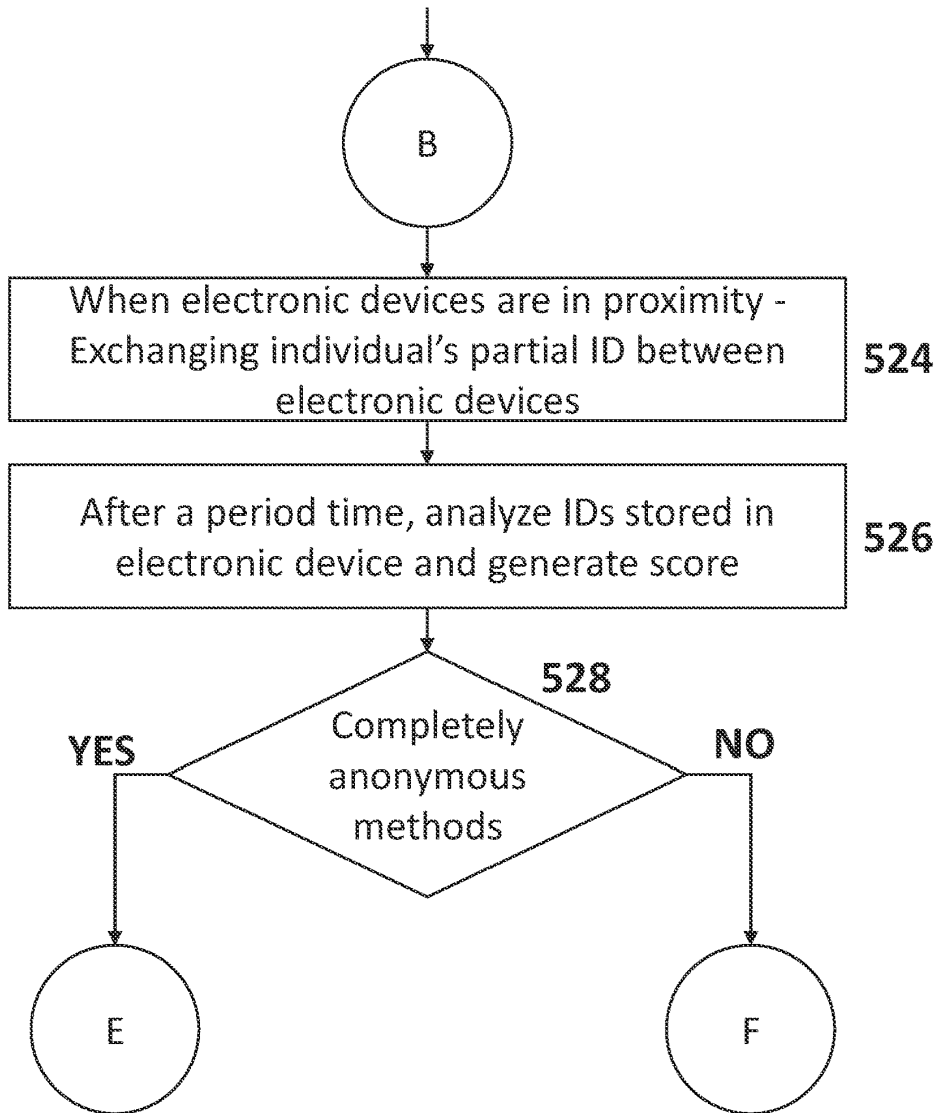 B
When electronic devices are in proximity -
Exchanging individual's partial ID between
electronic devices
524
After a period time, analyze IDs stored in
electronic device and generate score
526
528
Completely
anonymous
methods
YES
NO
E
F